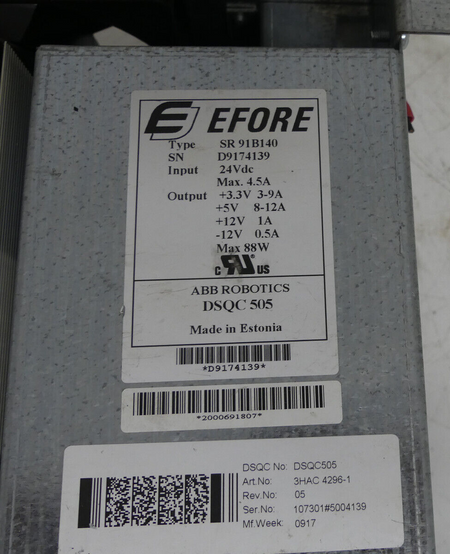 EFORE
Type SR 91B140
SN D9174139
Input 24Vdc
Max. 4.5A
Output +3.3V 3-9A
+5V 8-12A
+12V 1A
-12V 0.5A
Max 88W
c RU US
ABB ROBOTICS
DSQC 505
Made in Estonia
*D9174139*
*2000691807*
DSQC No: DSQC505
Art.No: 3HAC 4296-1
Rev.No: 05
Ser.No: 107301#5004139
Mf.Week: 0917